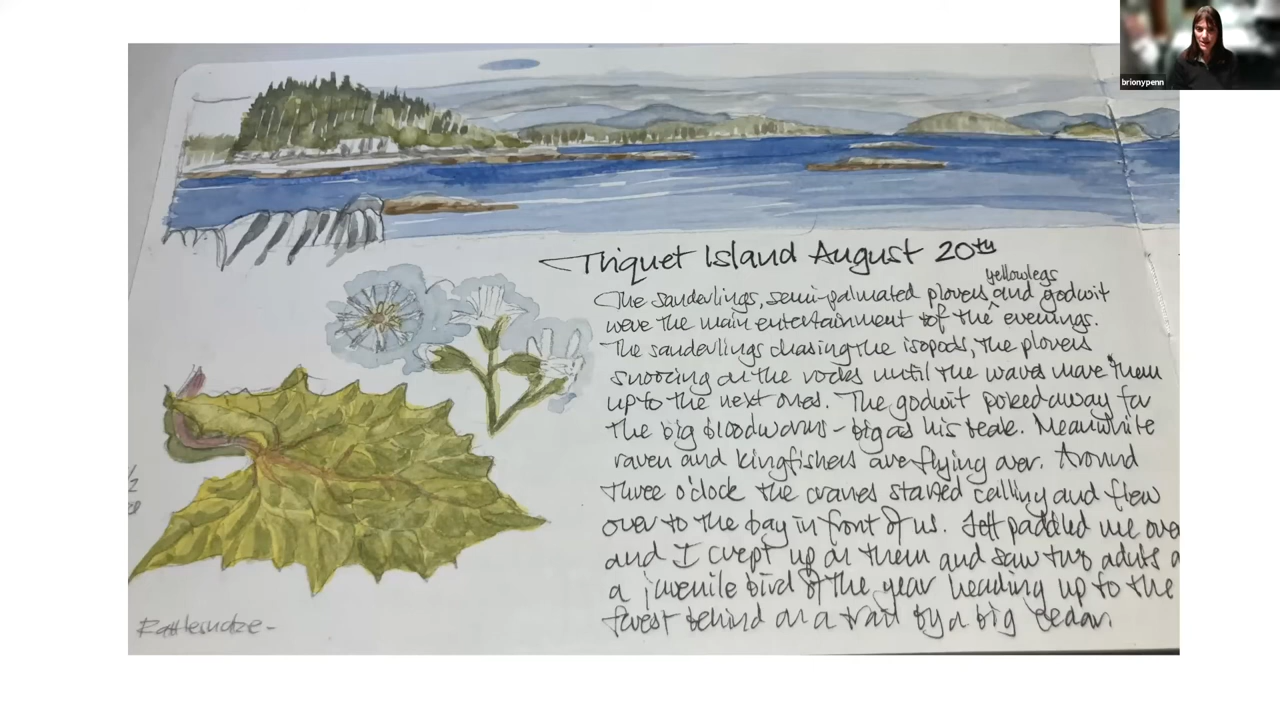 brionypenn
Triquet Island August 20th
yellowlegs
The sanderlings, semi-palmated plovers, and godwit
were the main entertainment of the evenings.
The sanderlings chasing the isopods, the plovers
snoozing on the rocks until the waves move them
up to the next ones. The godwit poked away for
the big bloodworms - big as his beak. Meanwhile
raven and kingfishers are flying over. Around
three o'clock the cranes started calling and flew
over to the bay in front of us. Jeff paddled me over
and I crept up on them and saw two adults a
a juvenile bird of the year heading up to the
forest behind on a trail by a big cedar.
1/2
Rattlesnake-